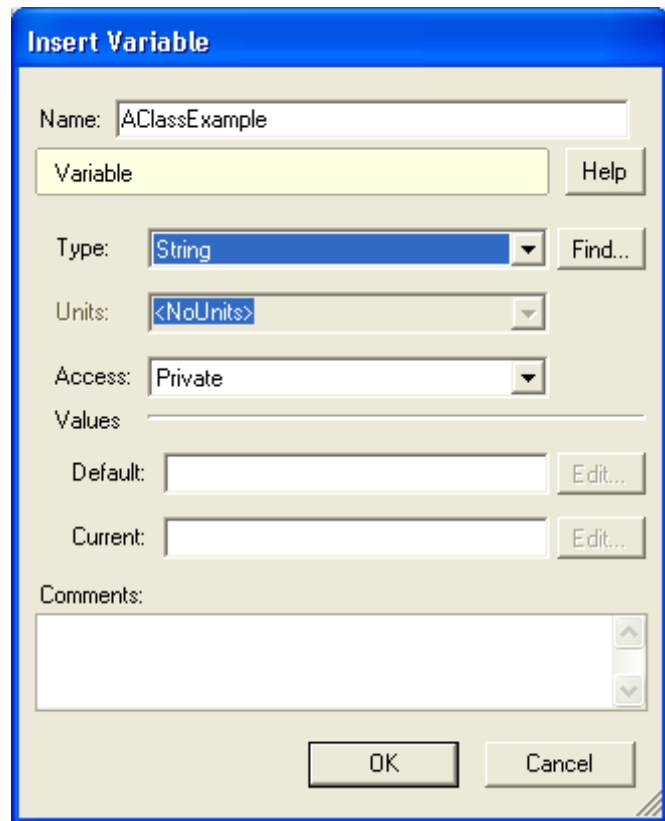 Insert Variable
Name: AClassExample
Variable Help
Type: String Find...
Units: <NoUnits>
Access: Private
Values
Default: Edit...
Current: Edit...
Comments:
OK Cancel